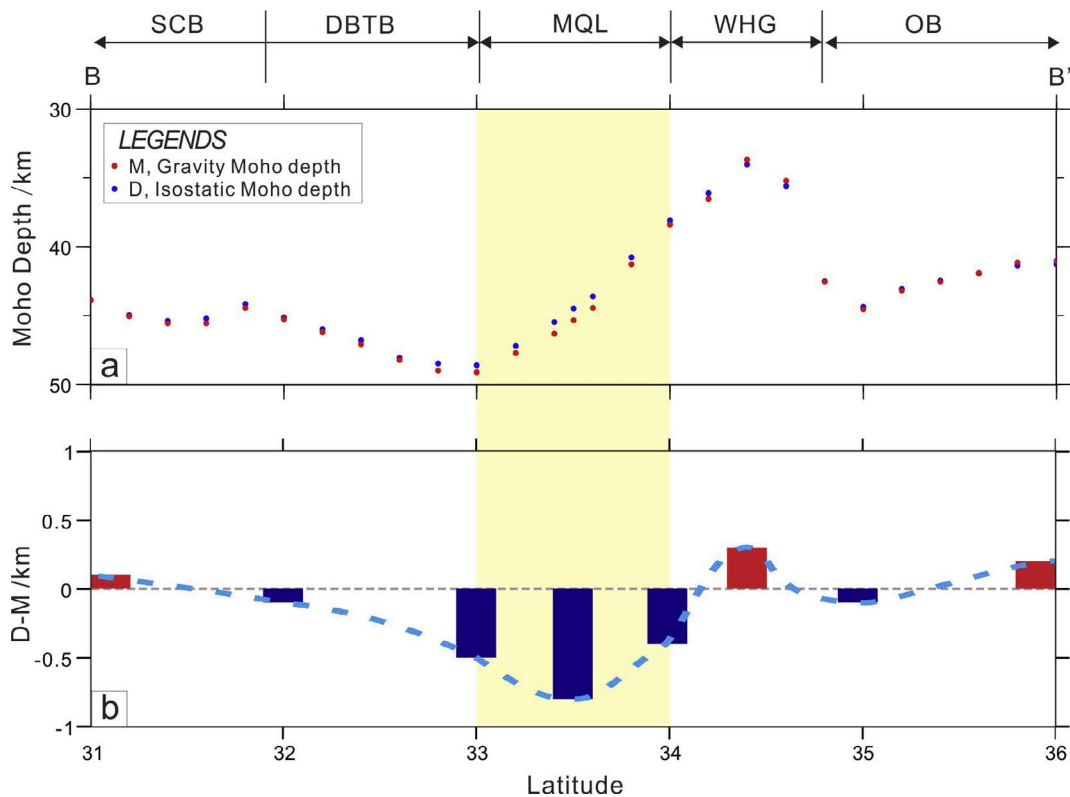 SCB DBTB MQL WHG OB
B B'
30
LEGENDS
M, Gravity Moho depth
D, Isostatic Moho depth
Moho Depth /km
40
a
50
1
0.5
D-M /km
0
-0.5
b
-1
31 32 33 34 35 36
Latitude